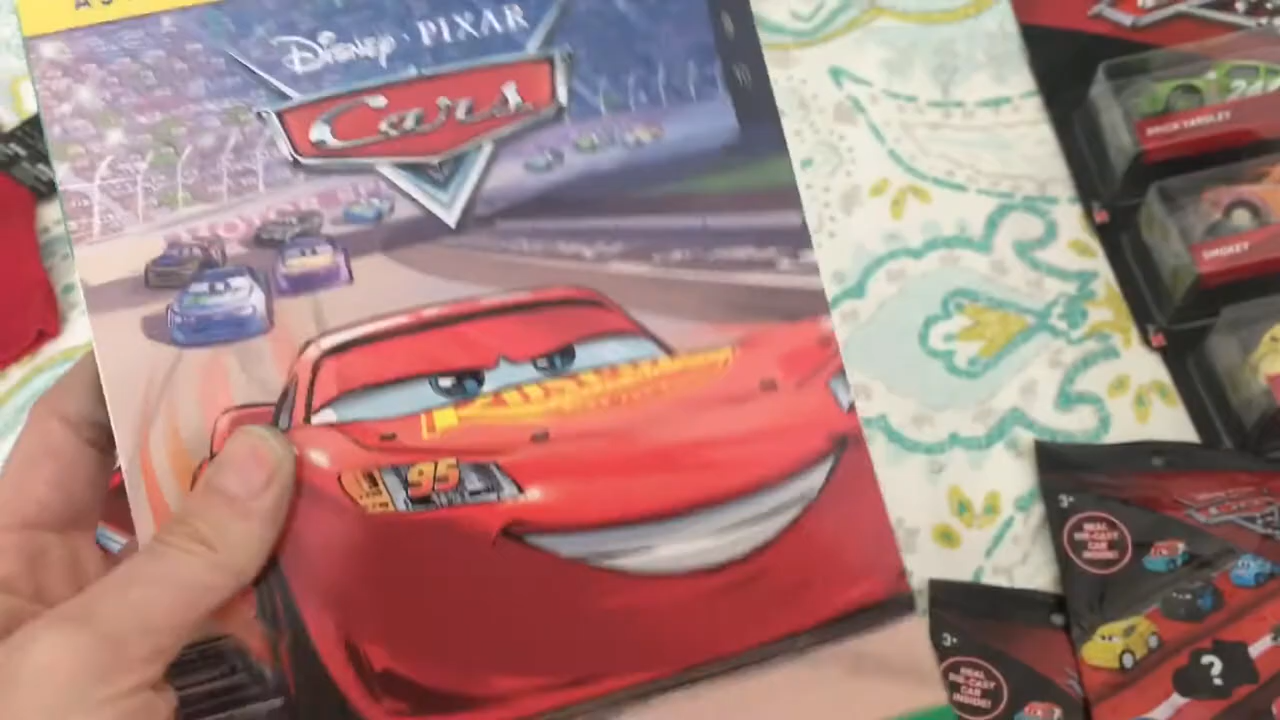 Disney · PIXAR
Cars
95
24
BRICK YARDLEY
SMOKEY
3+
REAL
DIE-CAST
CAR
INSIDE!
?
3+
REAL
DIE-CAST
CAR
INSIDE!